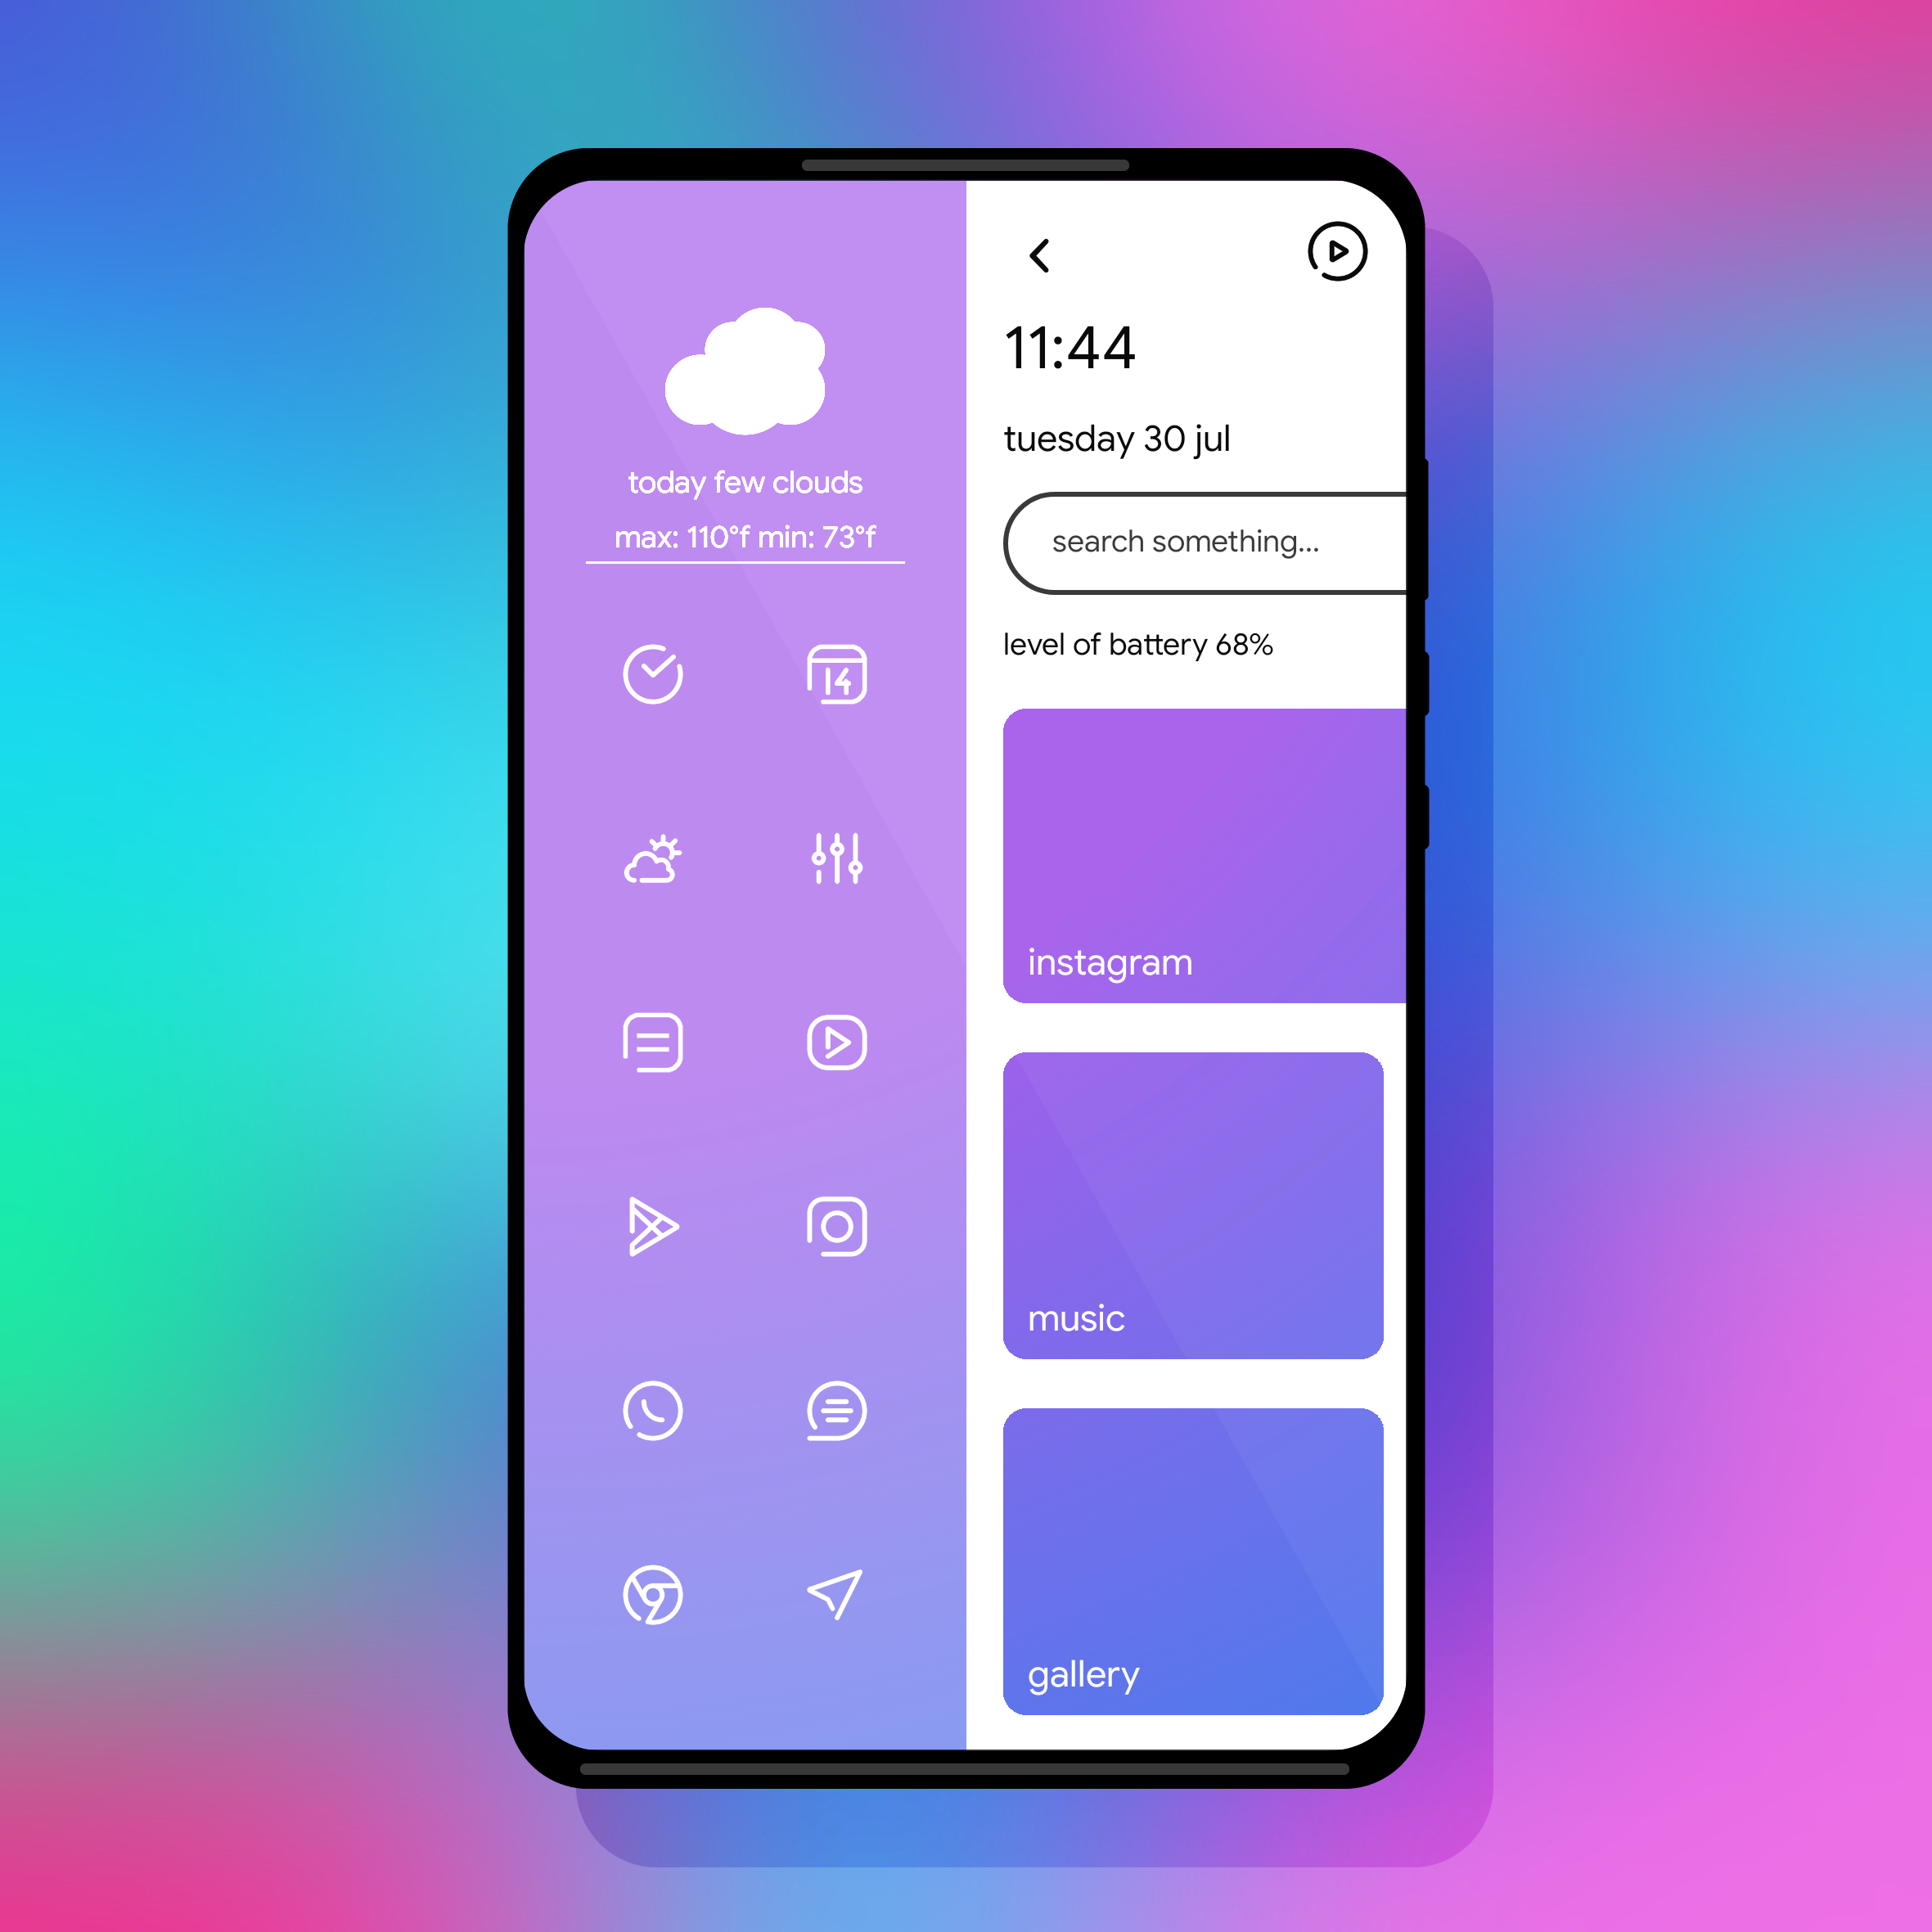 today few clouds
max: 110°f min: 73°f
14
11:44
tuesday 30 jul
search something...
level of battery 68%
instagram
music
gallery